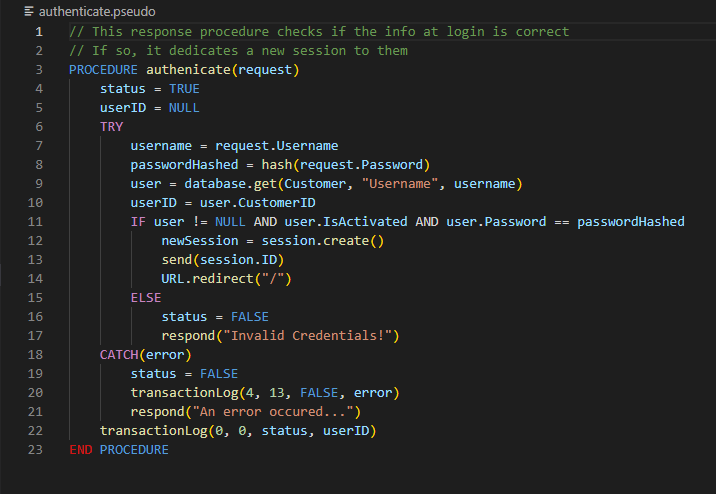 authenticate.pseudo
1 // This response procedure checks if the info at login is correct
2 // If so, it dedicates a new session to them
3 PROCEDURE authenicate(request)
4     status = TRUE
5     userID = NULL
6     TRY
7         username = request.Username
8         passwordHashed = hash(request.Password)
9         user = database.get(Customer, "Username", username)
10         userID = user.CustomerID
11         IF user != NULL AND user.IsActivated AND user.Password == passwordHashed
12             newSession = session.create()
13             send(session.ID)
14             URL.redirect("/")
15         ELSE
16             status = FALSE
17             respond("Invalid Credentials!")
18     CATCH(error)
19         status = FALSE
20         transactionLog(4, 13, FALSE, error)
21         respond("An error occured...")
22     transactionLog(0, 0, status, userID)
23 END PROCEDURE